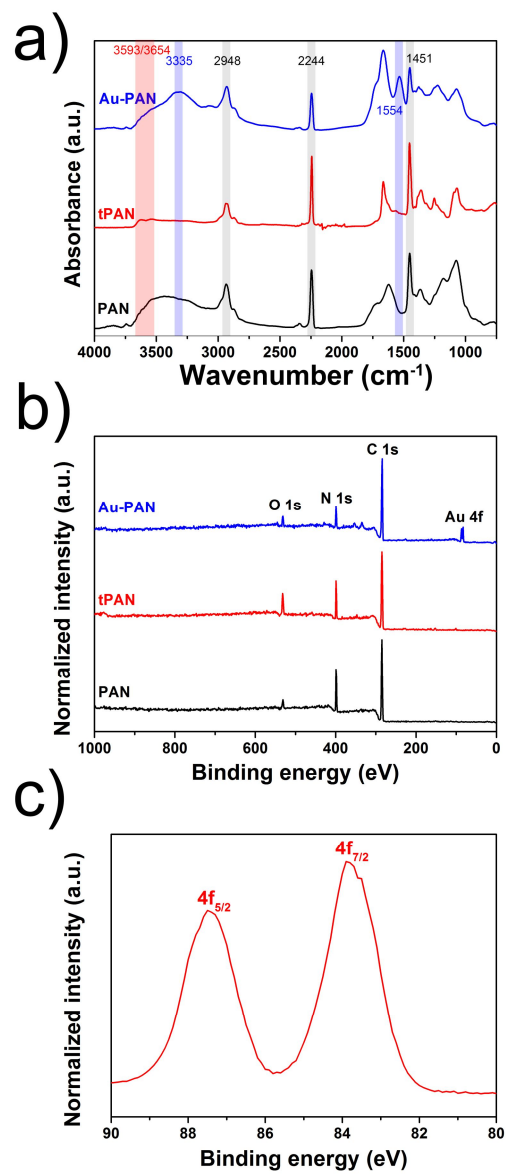 a)
3593/3654
3335
2948
2244
1451
Au-PAN
1554
tPAN
PAN
Absorbance (a.u.)
4000 3500 3000 2500 2000 1500 1000
Wavenumber (cm⁻¹)
b)
C 1s
Au-PAN
O 1s
N 1s
Au 4f
tPAN
PAN
Normalized intensity (a.u.)
1000 800 600 400 200 0
Binding energy (eV)
c)
4f7/2
4f5/2
Normalized intensity (a.u.)
90 88 86 84 82 80
Binding energy (eV)